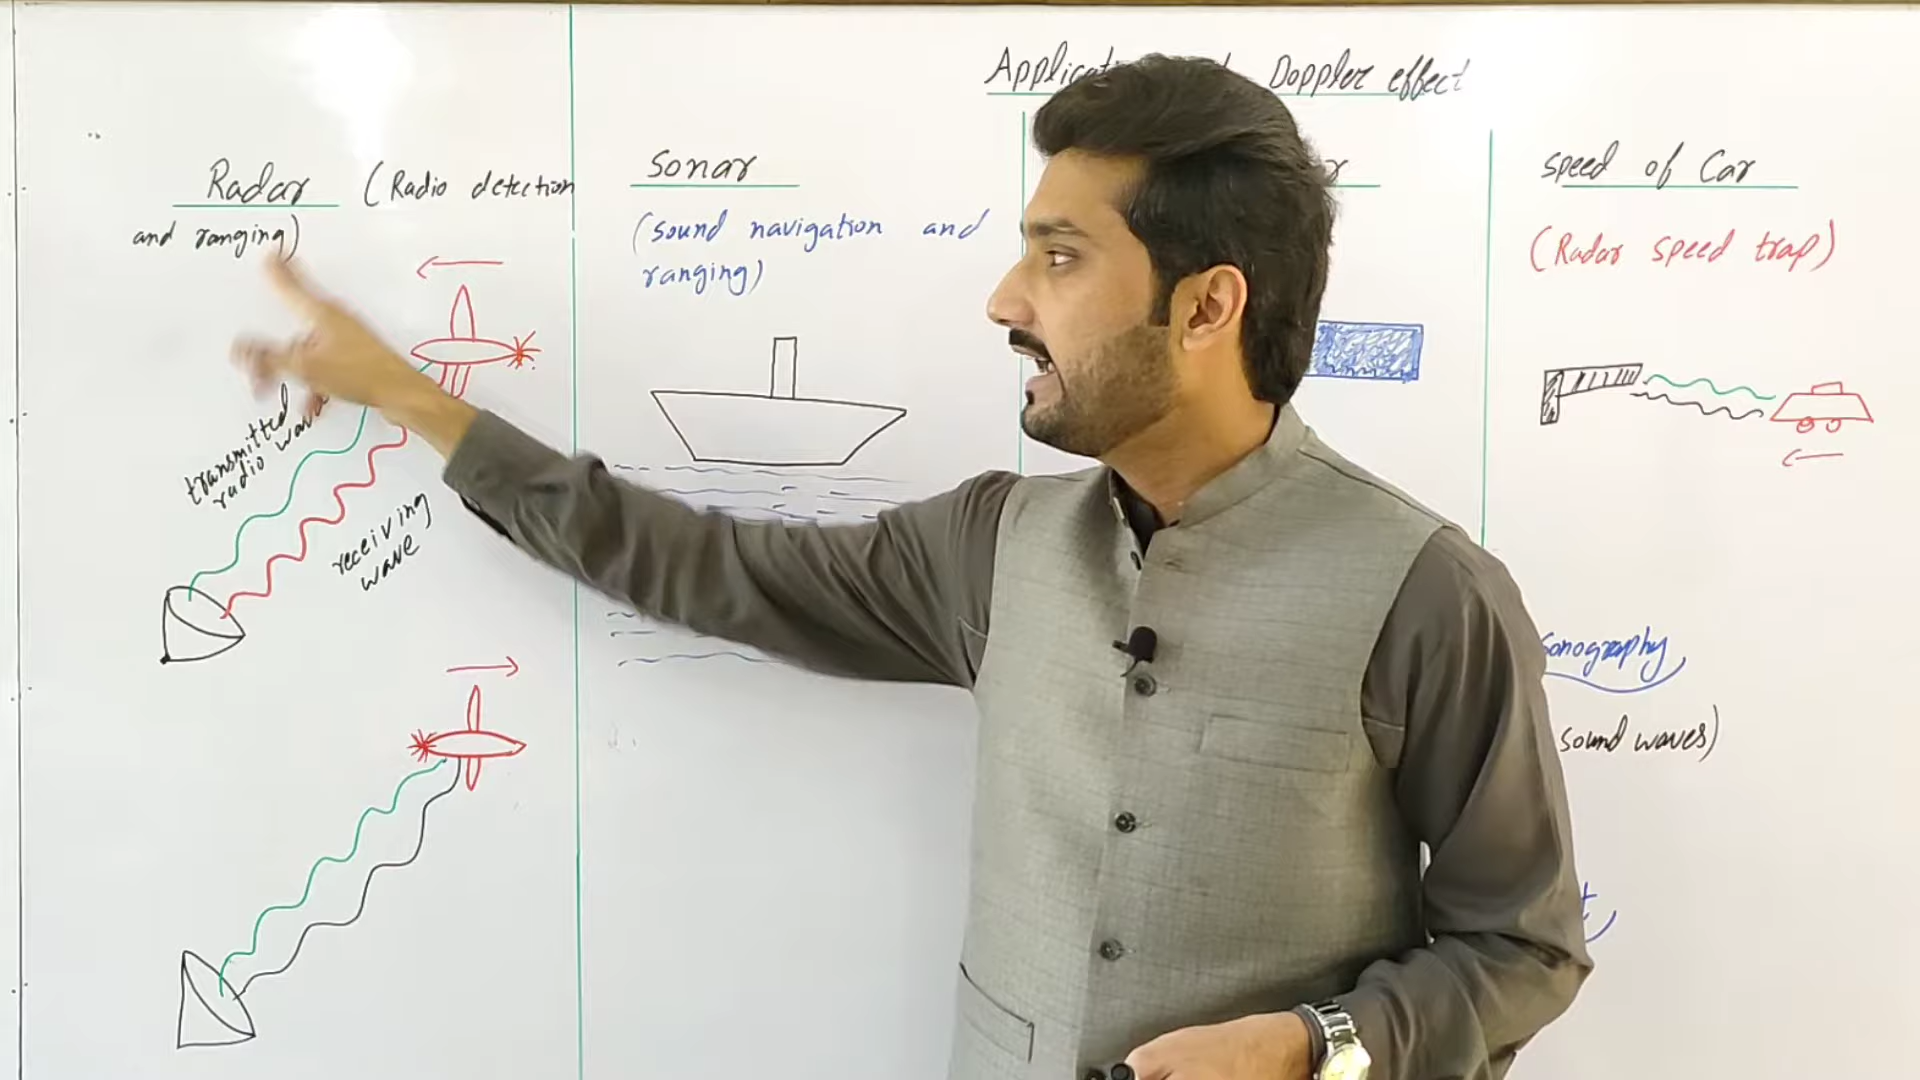 Doppler effect
Radar (Radio detection
and ranging)
transmitted
radio wave
receiving
wave
sonar
(sound navigation and
ranging)
speed of Car
(Radar speed trap)
sonography
sound waves)